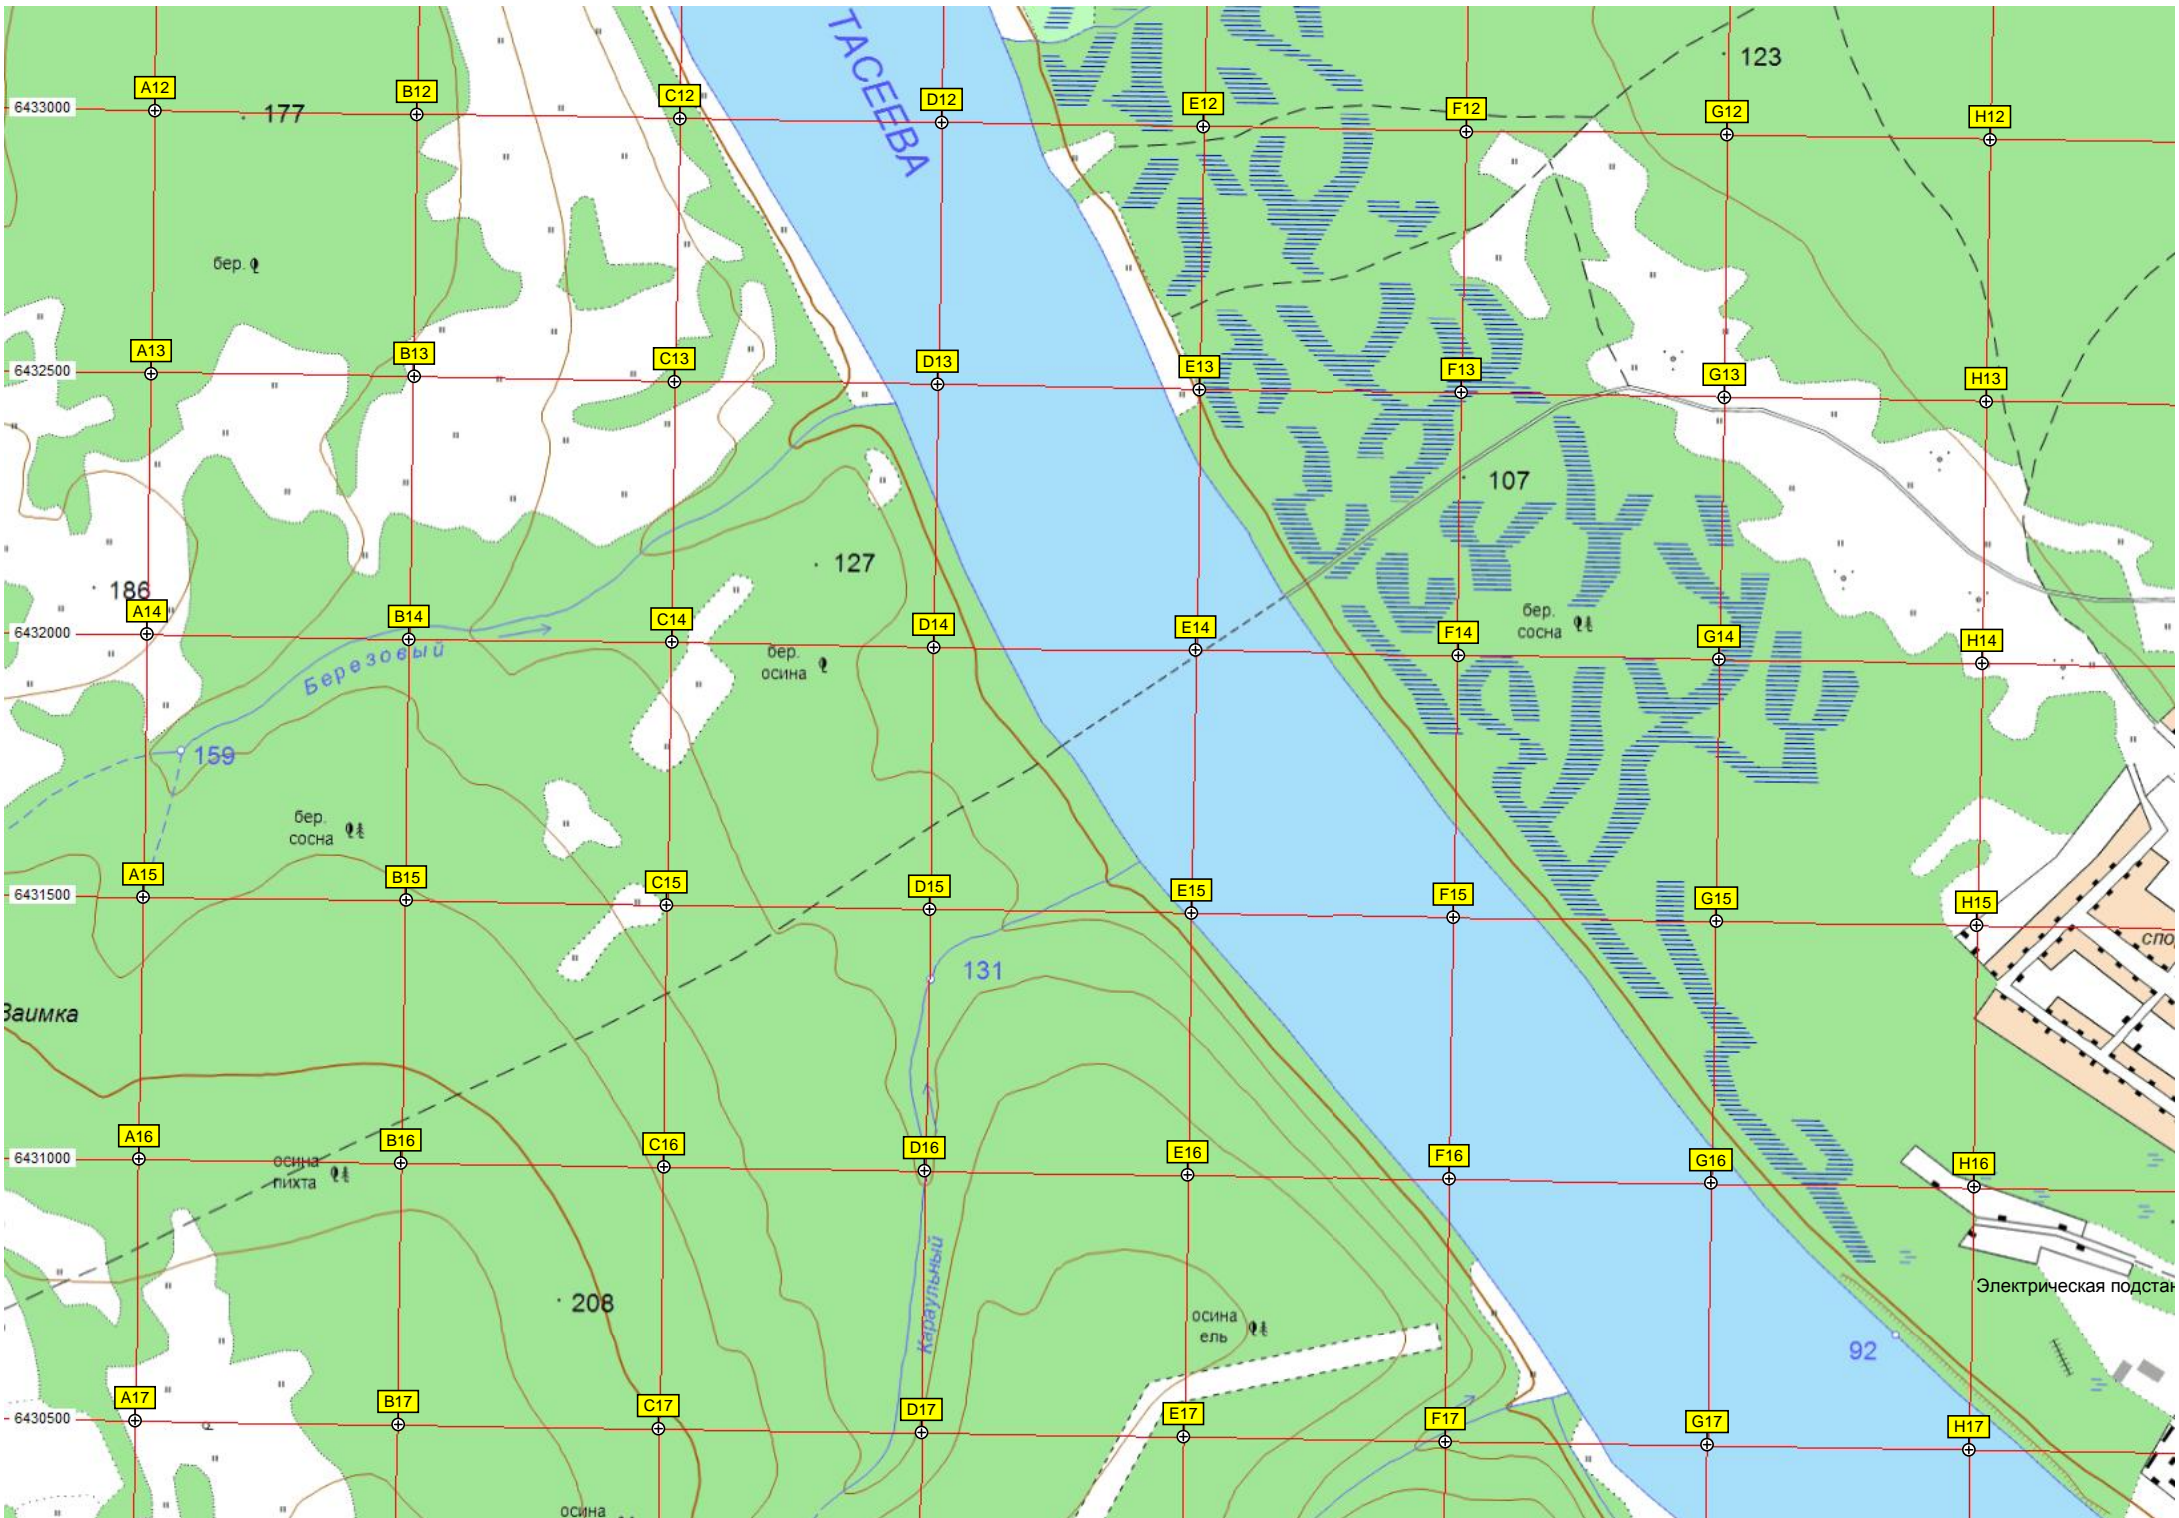 ТАСЕЕВА
123
A12
B12
C12
D12
E12
F12
G12
H12
6433000
177
бер.
A13
B13
C13
D13
E13
F13
G13
H13
6432500
107
127
186
бер.
сосна
A14
B14
C14
D14
E14
F14
G14
H14
6432000
Березовый
бер.
осина
159
бер.
сосна
A15
B15
C15
D15
E15
F15
G15
H15
6431500
спо
131
Заимка
A16
B16
C16
D16
E16
F16
G16
H16
6431000
осина
пихта
Караульный
Электрическая подстан
208
осина
ель
92
A17
B17
C17
D17
E17
F17
G17
H17
6430500
осина